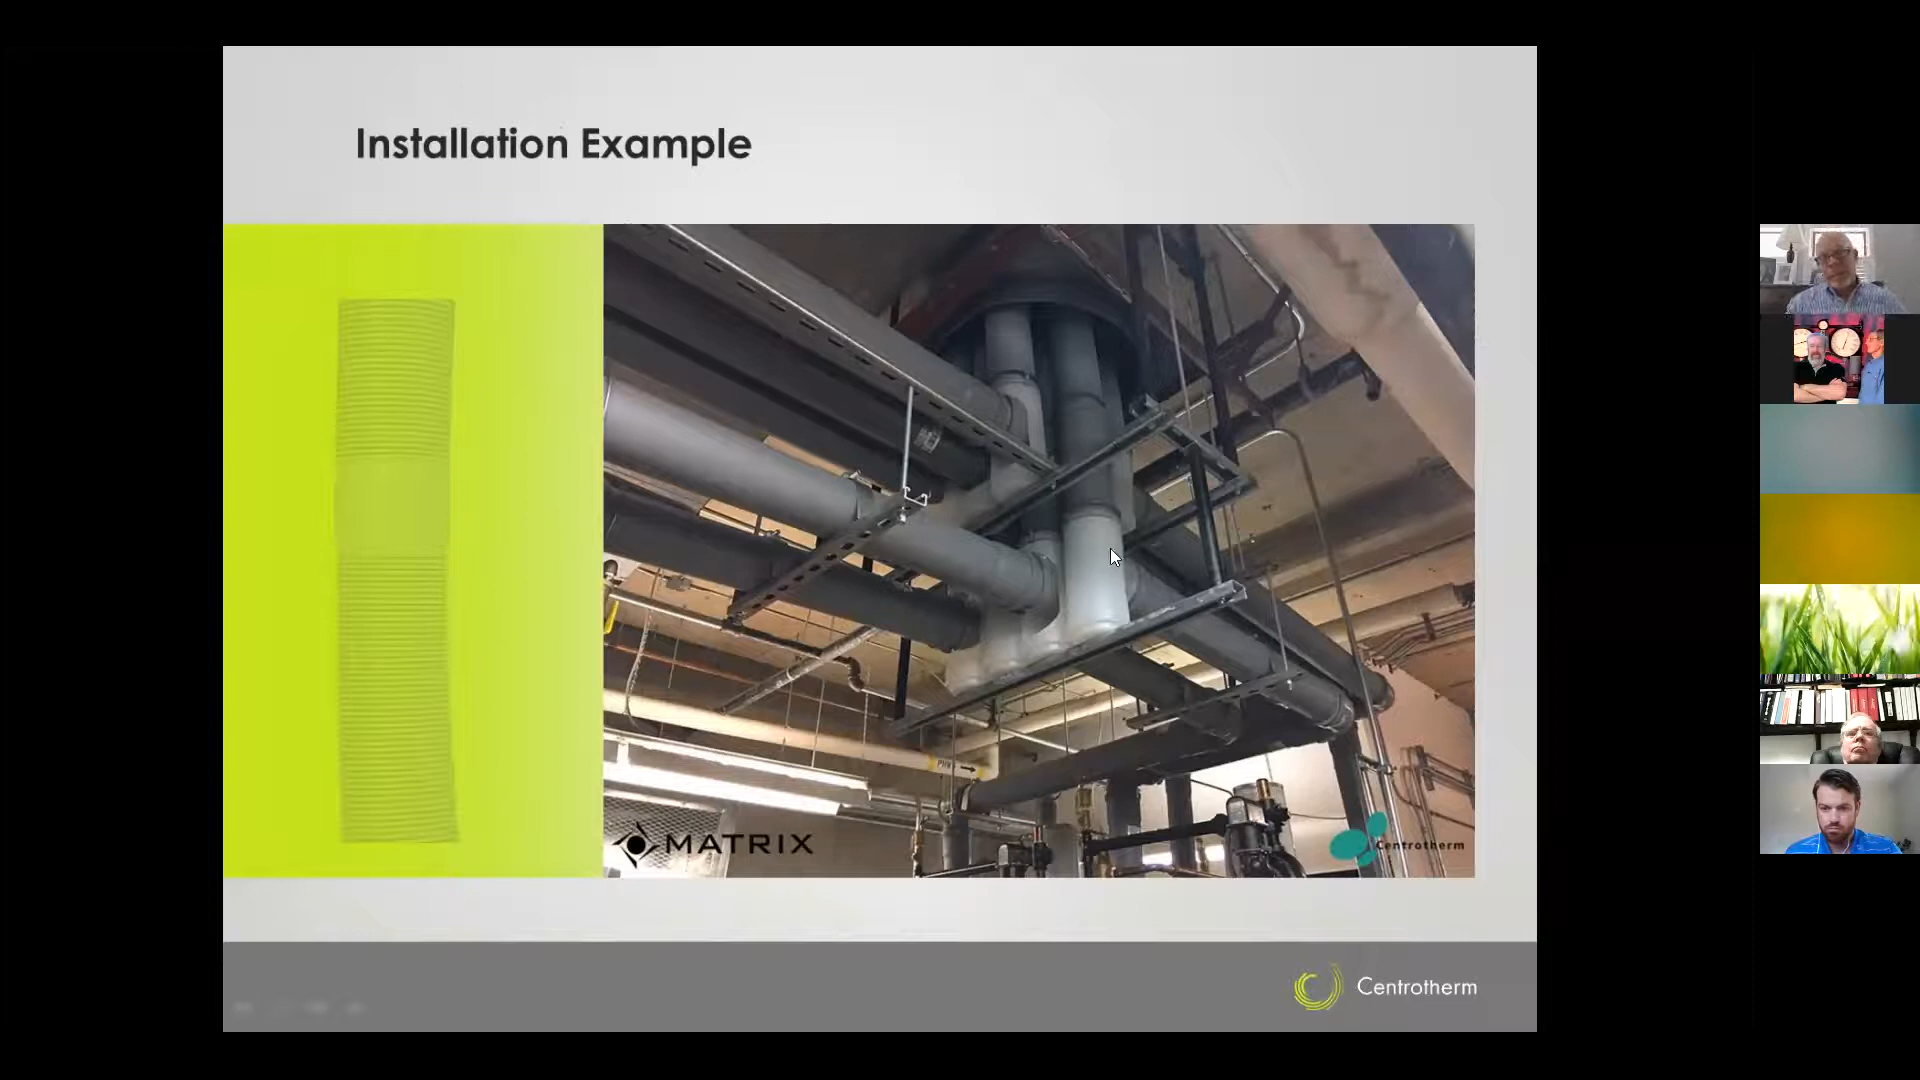 Installation Example
PHW
MATRIX
Centrotherm
Centrotherm